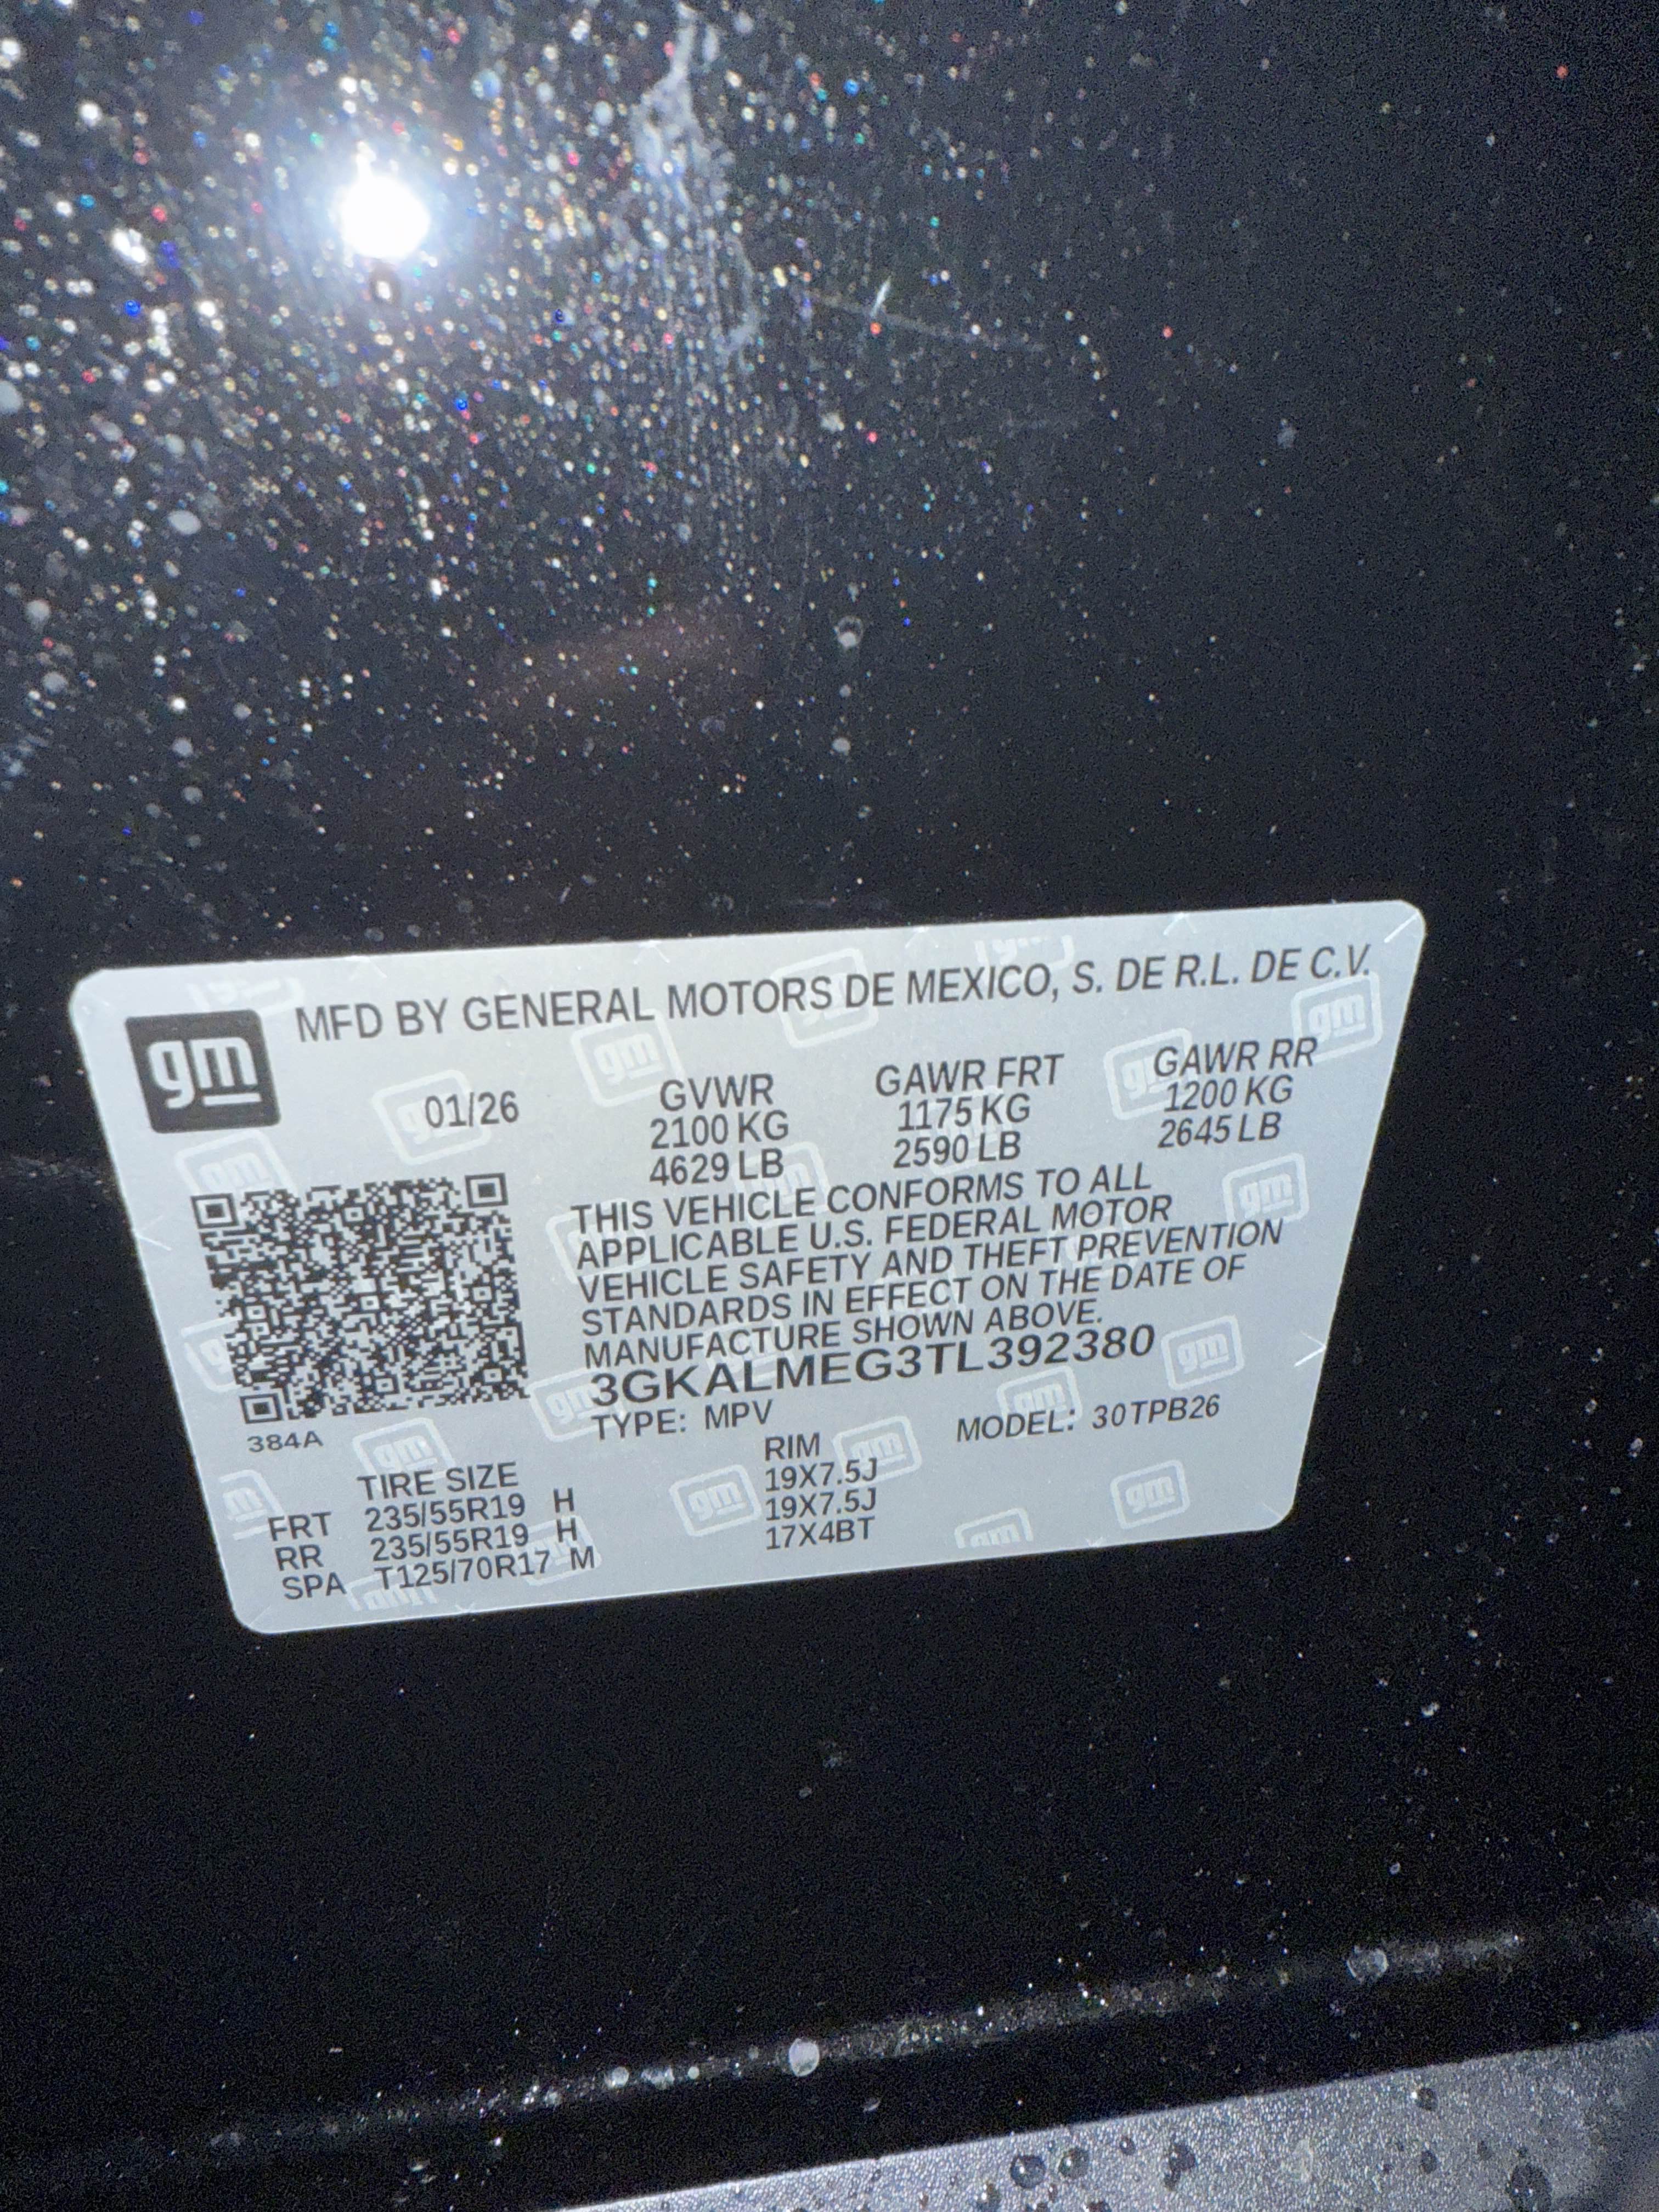 gm
MFD BY GENERAL MOTORS DE MEXICO, S. DE R.L. DE C.V.
01/26
GVWR
2100 KG
4629 LB
GAWR FRT
1175 KG
2590 LB
GAWR RR
1200 KG
2645 LB
THIS VEHICLE CONFORMS TO ALL
APPLICABLE U.S. FEDERAL MOTOR
VEHICLE SAFETY AND THEFT PREVENTION
STANDARDS IN EFFECT ON THE DATE OF
MANUFACTURE SHOWN ABOVE.
3GKALMEG3TL392380
TYPE: MPV MODEL: 30TPB26
384A
TIRE SIZE RIM
FRT 235/55R19 H 19X7.5J
RR 235/55R19 H 19X7.5J
SPA T125/70R17 M 17X4BT